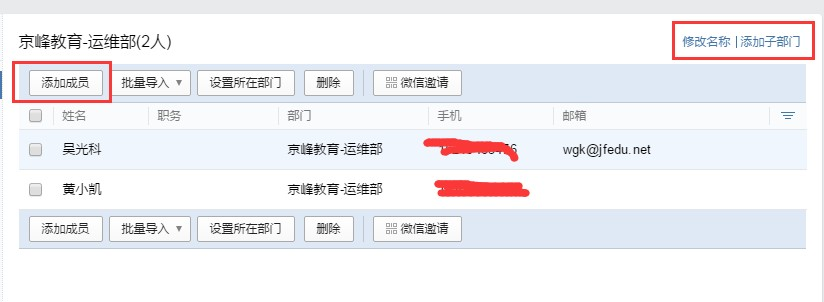 京峰教育-运维部(2人)
修改名称 | 添加子部门
添加成员 批量导入 ▼ 设置所在部门 删除 微信邀请
姓名 职务 部门 手机 邮箱
吴光科 京峰教育-运维部 wgk@jfedu.net
黄小凯 京峰教育-运维部
添加成员 批量导入 ▼ 设置所在部门 删除 微信邀请